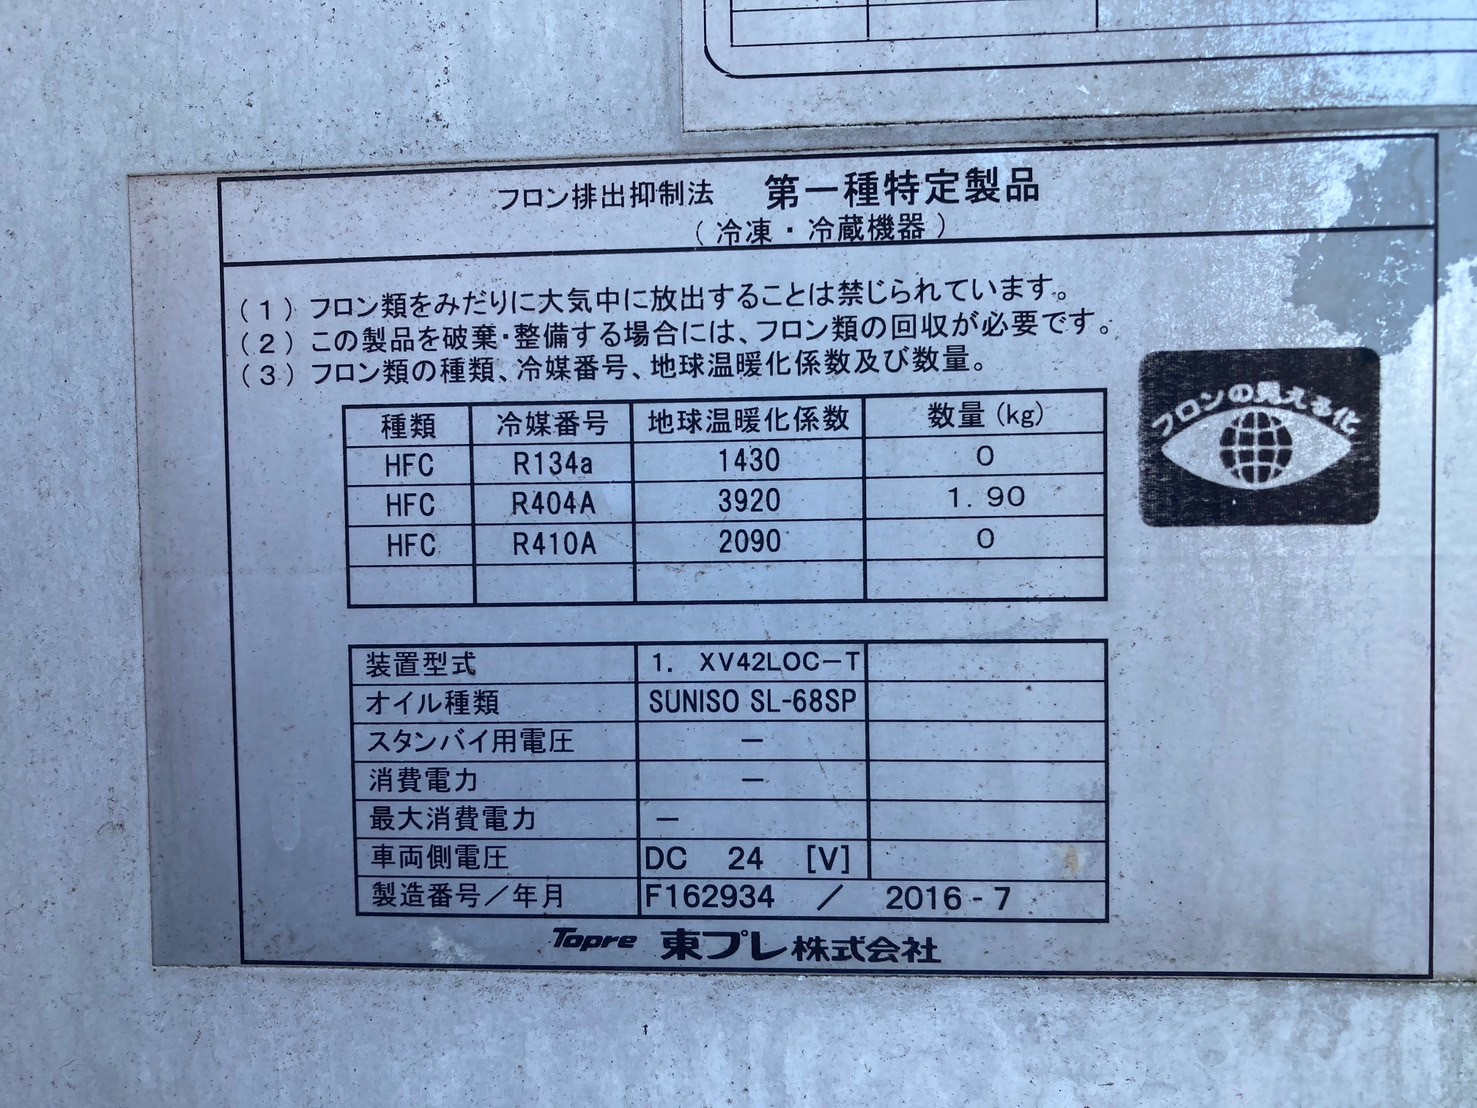 フロン排出抑制法 第一種特定製品
(冷凍・冷蔵機器)
(1) フロン類をみだりに大気中に放出することは禁じられています。
(2) この製品を破棄・整備する場合には、フロン類の回収が必要です。
(3) フロン類の種類、冷媒番号、地球温暖化係数及び数量。
種類 冷媒番号 地球温暖化係数 数量(kg)
HFC R134a 1430 0
HFC R404A 3920 1.90
HFC R410A 2090 0
フロンの見える化
装置型式 1. XV42LOC-T
オイル種類 SUNISO SL-68SP
スタンバイ用電圧 －
消費電力 －
最大消費電力 －
車両側電圧 DC 24 [V]
製造番号／年月 F162934 ／ 2016-7
Topre 東プレ株式会社